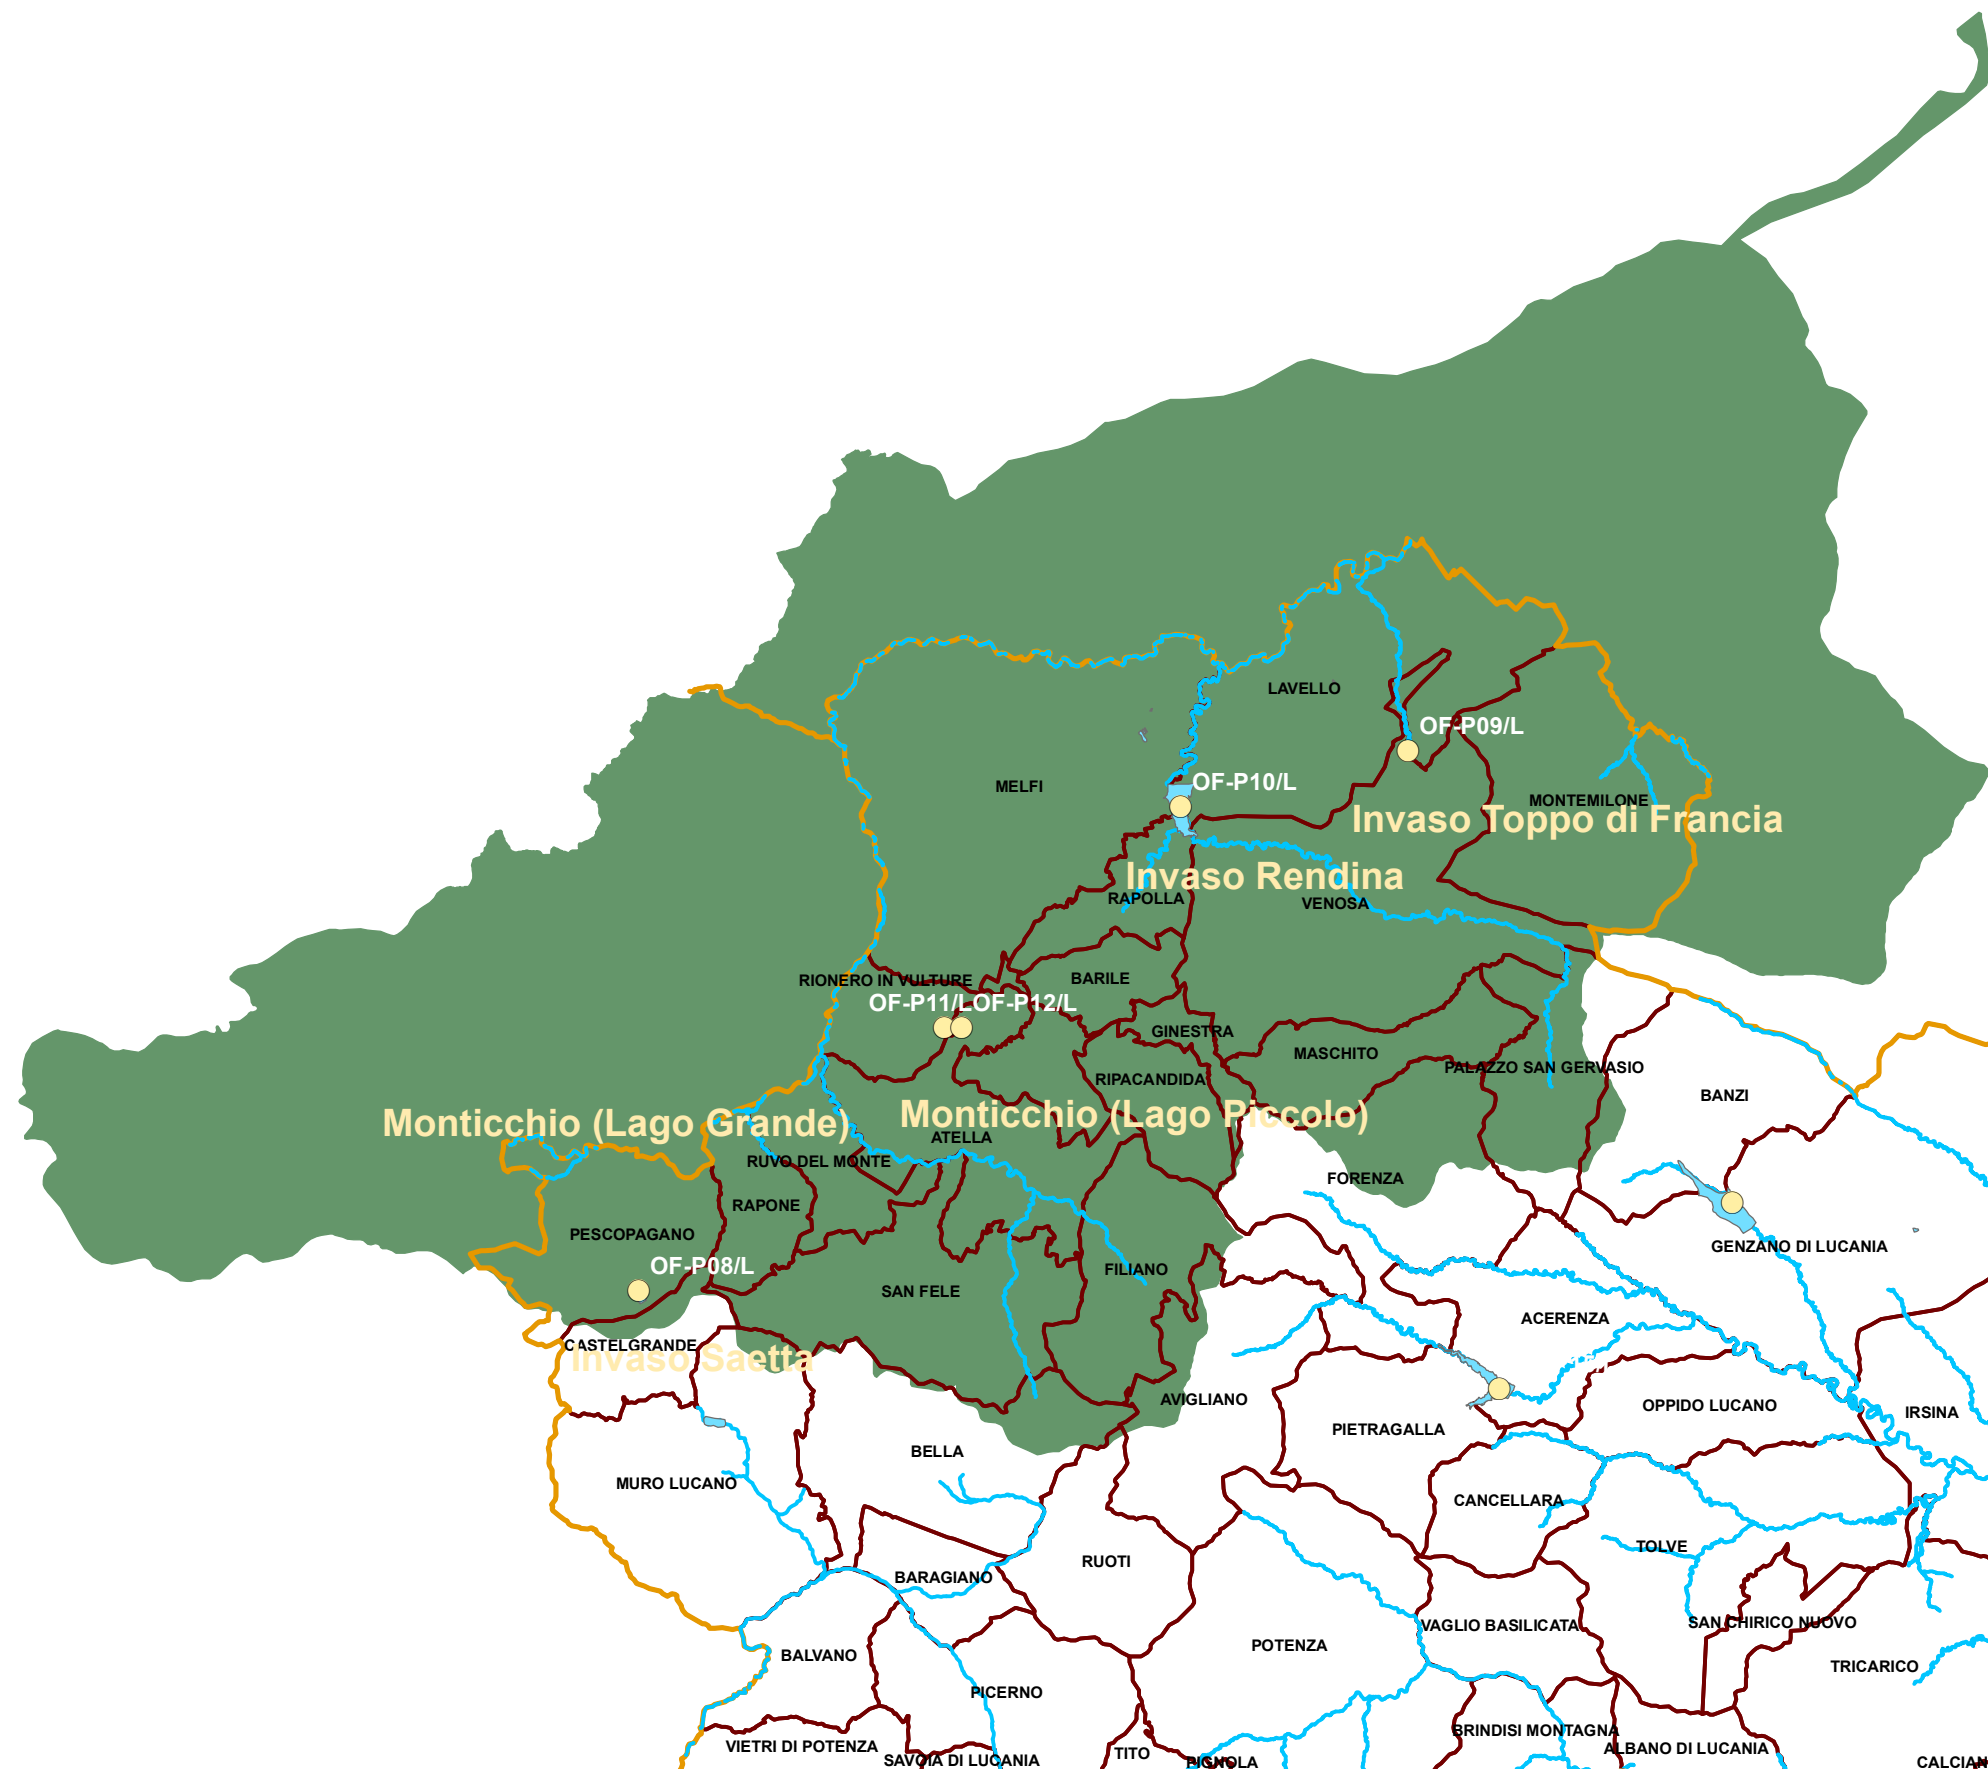 LAVELLO
OF-P09/L
OF-P10/L
MELFI
MONTEMILONE
Invaso Toppo di Francia
Invaso Rendina
RAPOLLA
VENOSA
RIONERO IN VULTURE
BARILE
OF-P11/L
OF-P12/L
GINESTRA
MASCHITO
PALAZZO SAN GERVASIO
RIPACANDIDA
BANZI
Monticchio (Lago Grande)
Monticchio (Lago Piccolo)
ATELLA
RUVO DEL MONTE
FORENZA
RAPONE
PESCOPAGANO
GENZANO DI LUCANIA
OF-P08/L
FILIANO
SAN FELE
ACERENZA
CASTELGRANDE
Invaso Saetta
AVIGLIANO
OPPIDO LUCANO
IRSINA
PIETRAGALLA
BELLA
MURO LUCANO
CANCELLARA
TOLVE
RUOTI
BARAGIANO
SAN CHIRICO NUOVO
VAGLIO BASILICATA
POTENZA
BALVANO
TRICARICO
PICERNO
BRINDISI MONTAGNA
VIETRI DI POTENZA
ALBANO DI LUCANIA
TITO
SAVOIA DI LUCANIA
PIGNOLA
CALCIAN